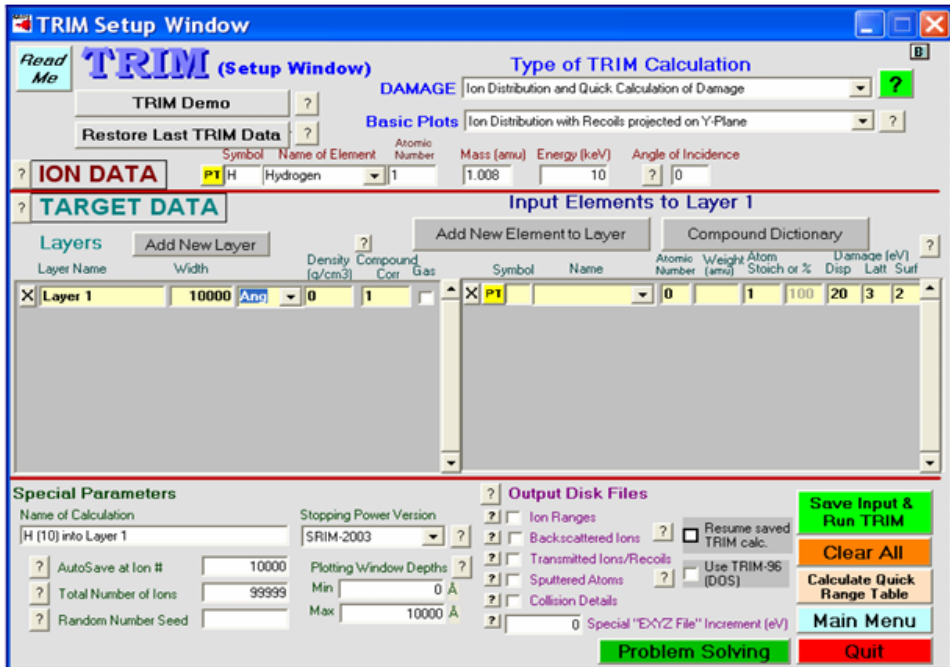 TRIM Setup Window
B
Read Me
TRIM (Setup Window)
Type of TRIM Calculation
DAMAGE Ion Distribution and Quick Calculation of Damage ?
TRIM Demo ?
Basic Plots Ion Distribution with Recoils projected on Y-Plane ?
Restore Last TRIM Data ?
Symbol Name of Element Atomic Number Mass (amu) Energy (keV) Angle of Incidence
? ION DATA PT H Hydrogen 1 1.008 10 ? 0
? TARGET DATA
Input Elements to Layer 1
Layers Add New Layer ?
Add New Element to Layer Compound Dictionary ?
Layer Name Width Density (g/cm3) Compound Corr Gas
Symbol Name Atomic Number Weight (amu) Atom Stoich or % Damage (eV) Disp Latt Surf
X Layer 1 10000 Ang 0 1
X PT 0 1 100 20 3 2
Special Parameters
Name of Calculation
H (10) into Layer 1
Stopping Power Version
SRIM-2003 ?
? AutoSave at Ion # 10000
? Total Number of Ions 99999
? Random Number Seed
Plotting Window Depths ?
Min 0 Å
Max 10000 Å
? Output Disk Files
? Ion Ranges
? Backscattered Ions
? Transmitted Ions/Recoils
? Sputtered Atoms
? Collision Details
? 0 Special "EXYZ File" Increment (eV)
? Resume saved TRIM calc.
? Use TRIM-96 (DOS)
Save Input & Run TRIM
Clear All
Calculate Quick Range Table
Main Menu
Problem Solving
Quit